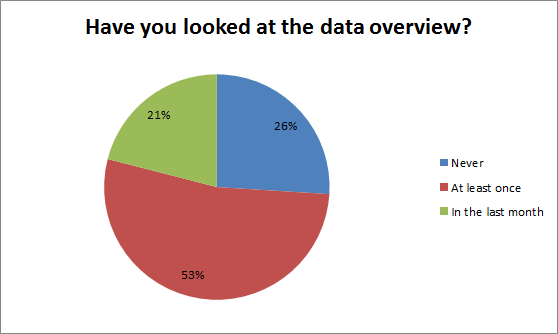 Have you looked at the data overview?
21%
26%
53%
Never
At least once
In the last month